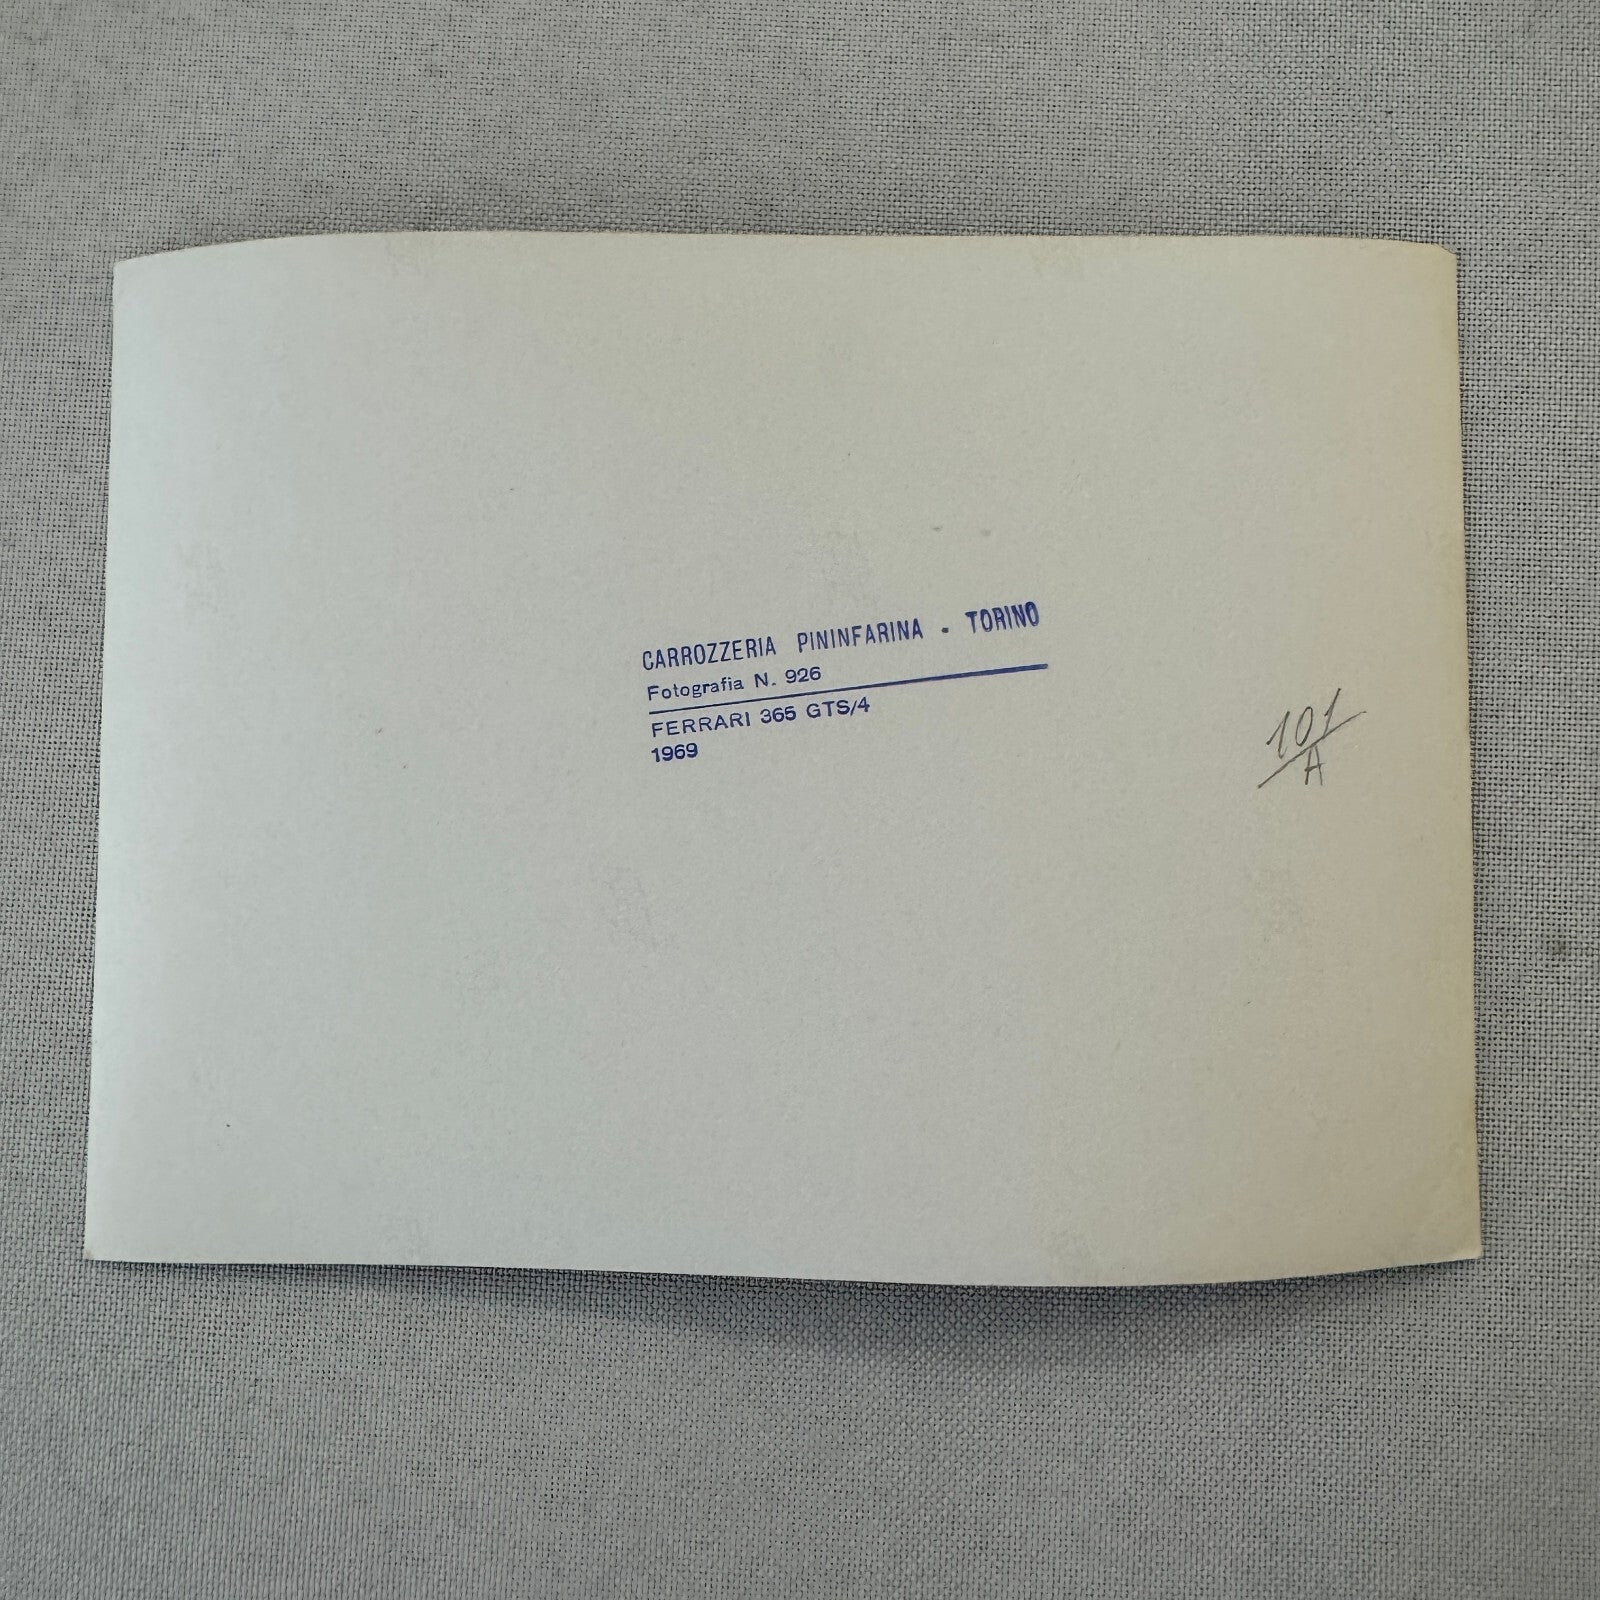 CARROZZERIA PININFARINA - TORINO
Fotografia N. 926
FERRARI 365 GTS/4
1969
101
A